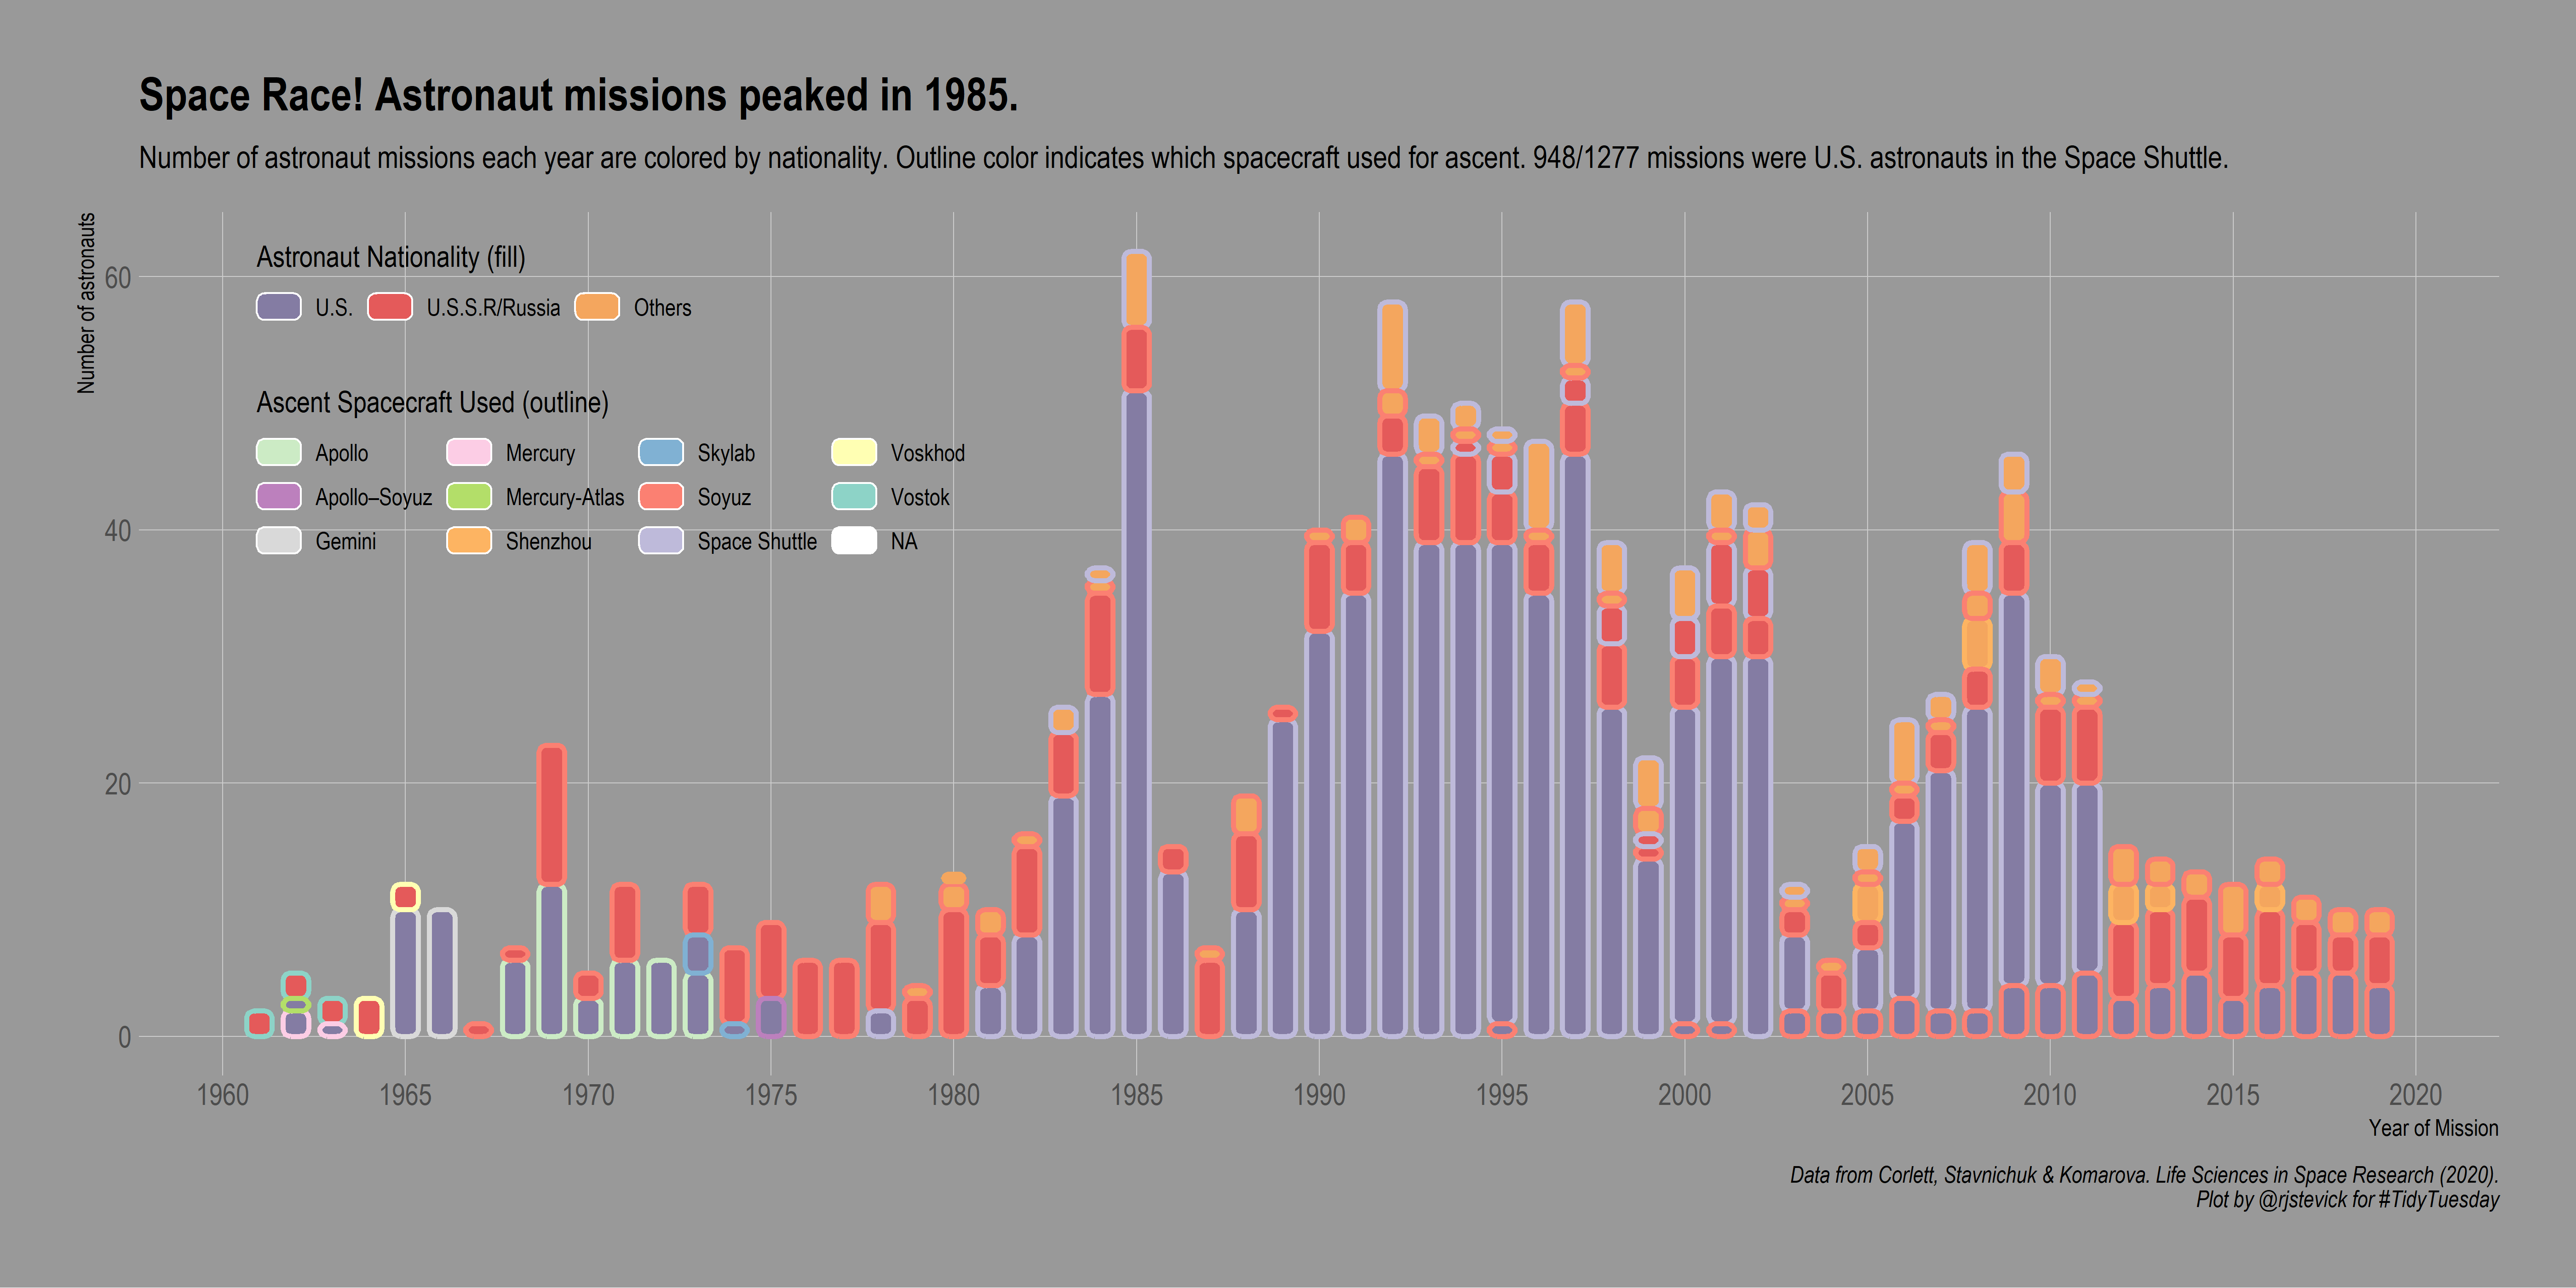 Space Race! Astronaut missions peaked in 1985.
Number of astronaut missions each year are colored by nationality. Outline color indicates which spacecraft used for ascent. 948/1277 missions were U.S. astronauts in the Space Shuttle.
Number of astronauts
60
40
20
0
Astronaut Nationality (fill)
U.S. U.S.S.R/Russia Others
Ascent Spacecraft Used (outline)
Apollo Mercury Skylab Voskhod
Apollo–Soyuz Mercury-Atlas Soyuz Vostok
Gemini Shenzhou Space Shuttle NA
1960 1965 1970 1975 1980 1985 1990 1995 2000 2005 2010 2015 2020
Year of Mission
Data from Corlett, Stavnichuk & Komarova. Life Sciences in Space Research (2020).
Plot by @rjstevick for #TidyTuesday